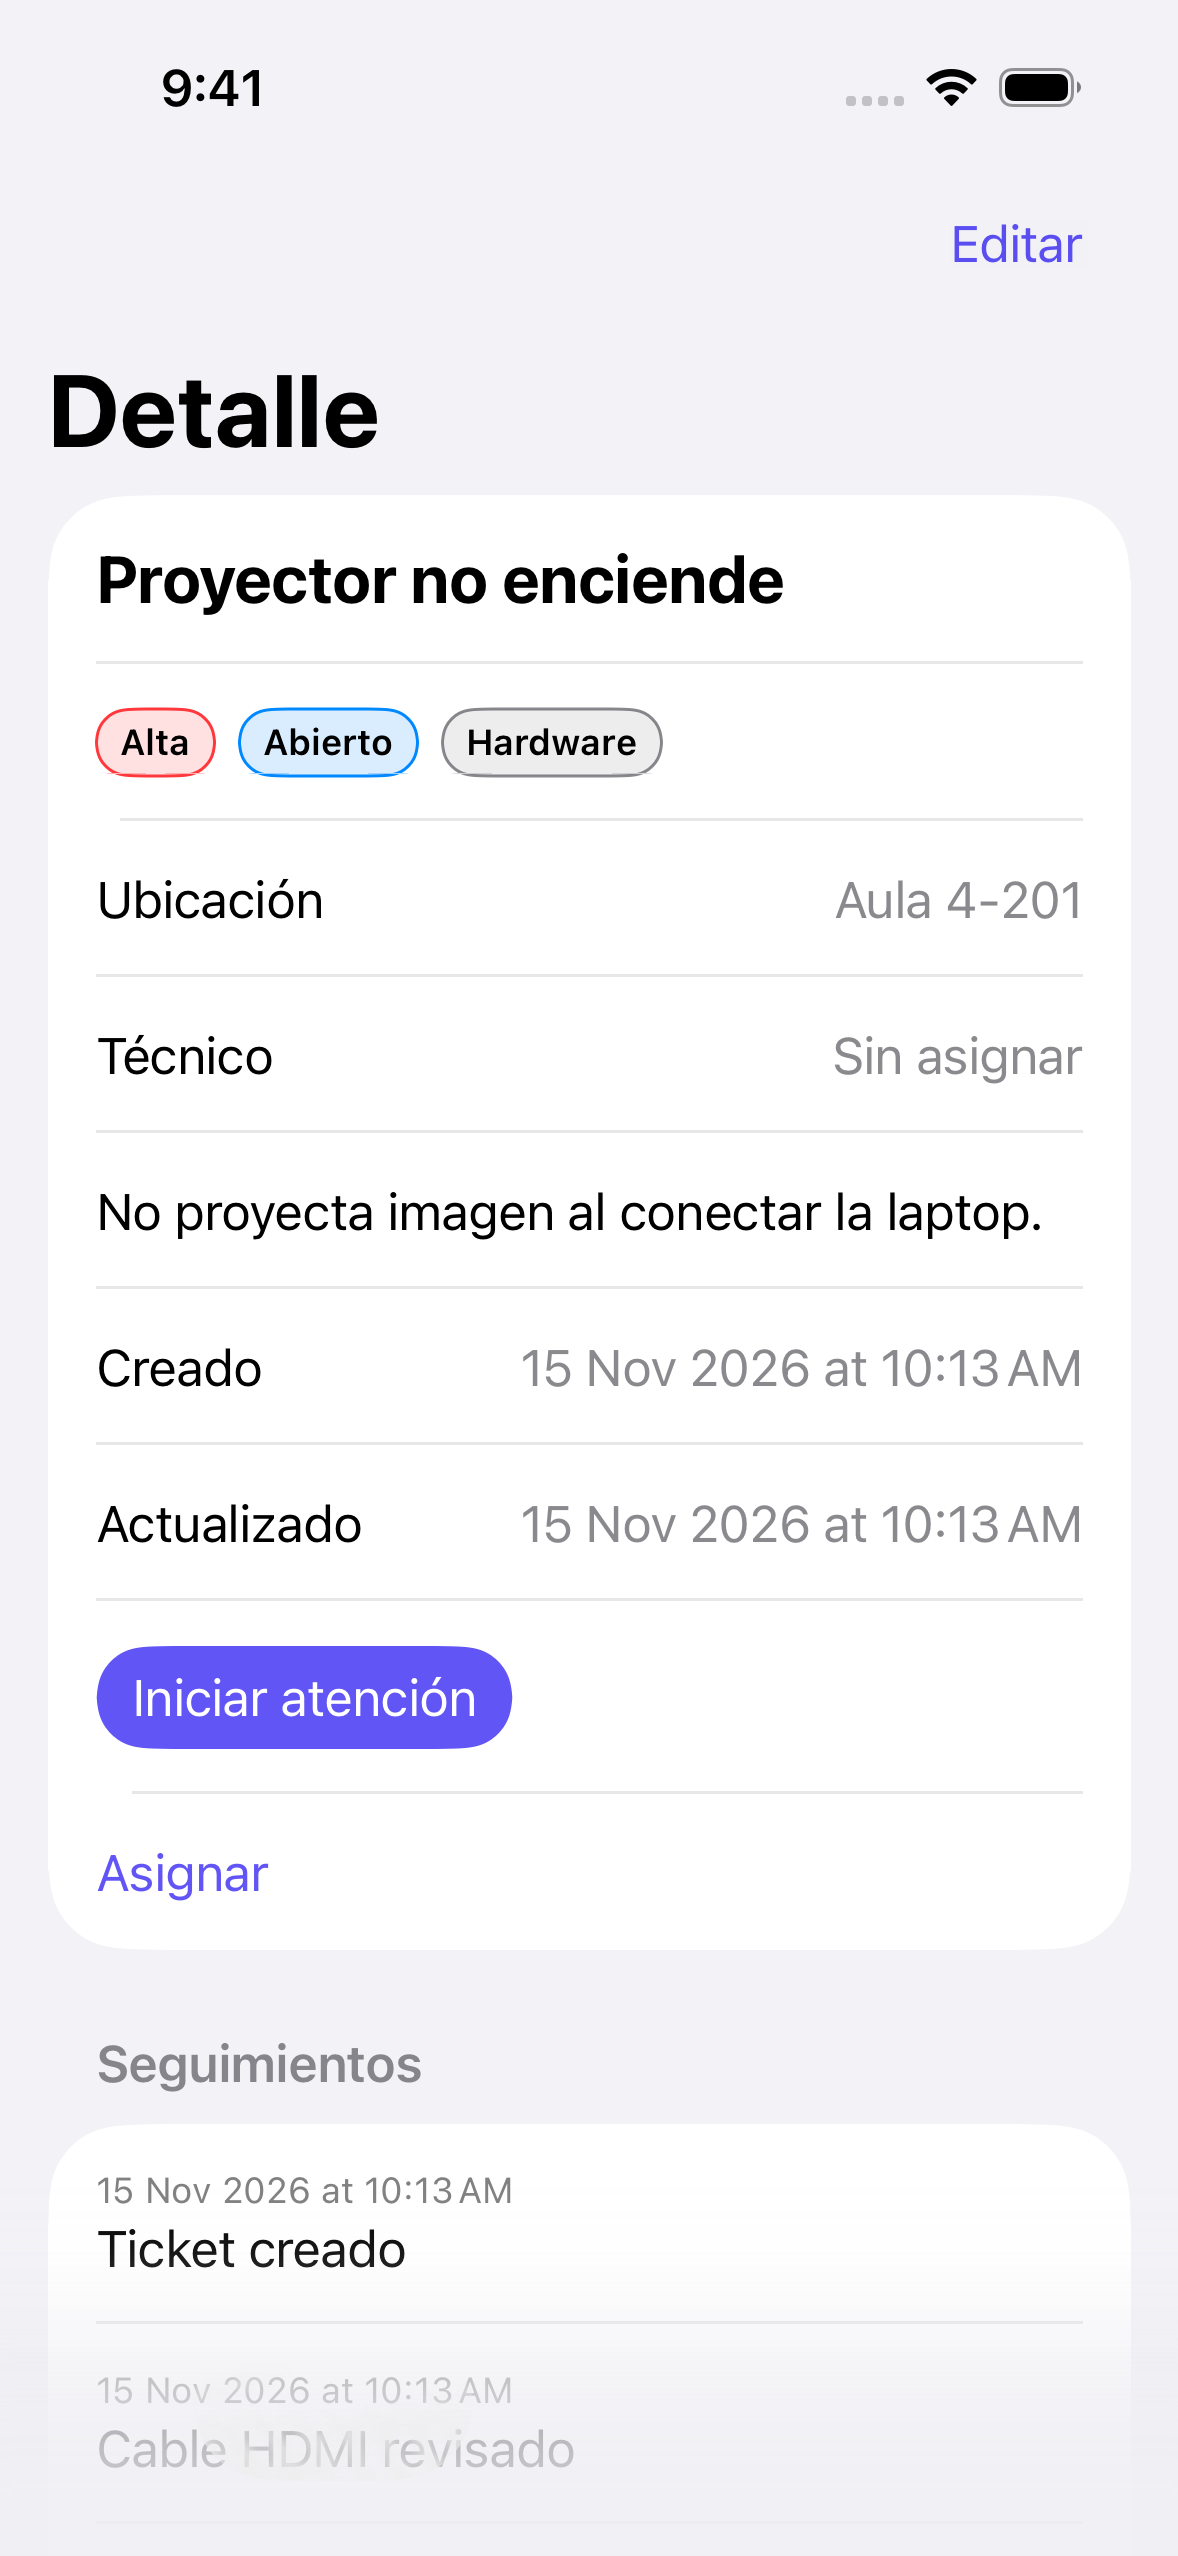 9:41
Editar
Detalle
Proyector no enciende
Alta Abierto Hardware
Ubicación Aula 4-201
Técnico Sin asignar
No proyecta imagen al conectar la laptop.
Creado 15 Nov 2026 at 10:13 AM
Actualizado 15 Nov 2026 at 10:13 AM
Iniciar atención
Asignar
Seguimientos
15 Nov 2026 at 10:13 AM
Ticket creado
15 Nov 2026 at 10:13 AM
Cable HDMI revisado